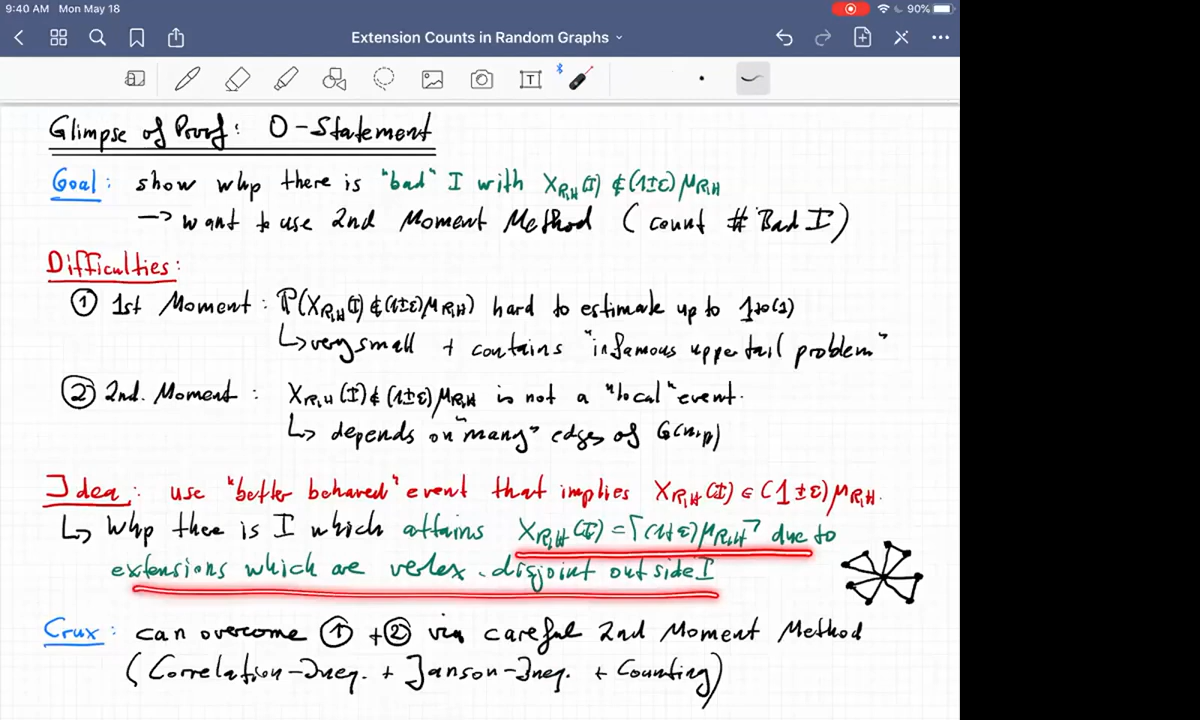 9:40 AM Mon May 18
90%
Extension Counts in Random Graphs
Glimpse of Proof: 0-Statement
Goal: show whp there is "bad" I with X_{R,H}(I) ∉ (1±ε) μ_{R,H}
→ want to use 2nd Moment Method (count # Bad I)
Difficulties:
① 1st Moment: ℙ(X_{R,H}(I) ∉ (1±ε) μ_{R,H}) hard to estimate up to 1+o(1)
↳ very small + contains "infamous upper tail problem"
② 2nd. Moment: X_{R,H}(I) ∉ (1±ε) μ_{R,H} is not a "local" event.
↳ depends on "many" edges of G(n,p)
Idea: use "better behaved" event that implies X_{R,H}(I) ∈ (1±ε) μ_{R,H}.
↳ Whp thee is I which attains X_{R,H}(I) = ⌈(1+ε) μ_{R,H}⌉ due to
extensions which are vertex-disjoint outside I
Crux: can overcome ① + ② via careful 2nd Moment Method
(Correlation-Ineq. + Janson-Ineq. + Counting)